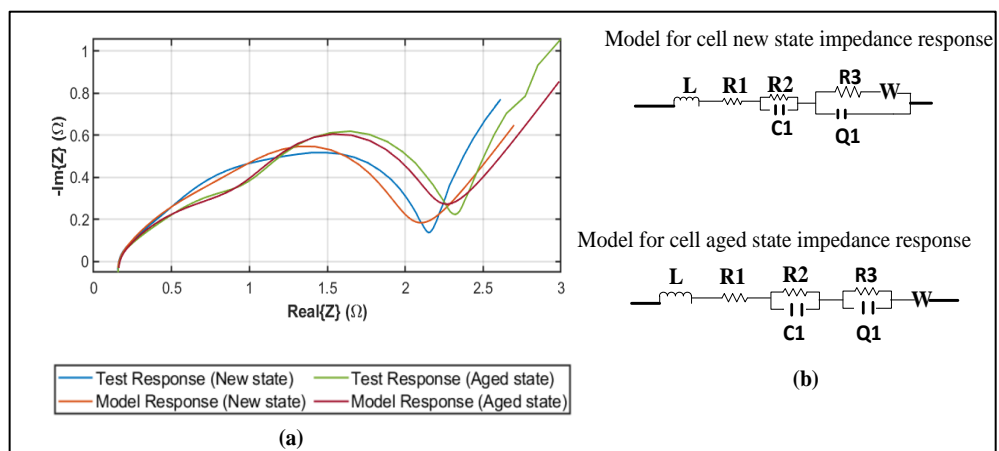 1
0.8
0.6
0.4
0.2
0
-Im{Z} (Ω)
0 0.5 1 1.5 2 2.5 3
Real{Z} (Ω)
Test Response (New state) Test Response (Aged state)
Model Response (New state) Model Response (Aged state)
(a)
Model for cell new state impedance response
L R1 R2 R3 W
C1 Q1
Model for cell aged state impedance response
L R1 R2 R3 W
C1 Q1
(b)